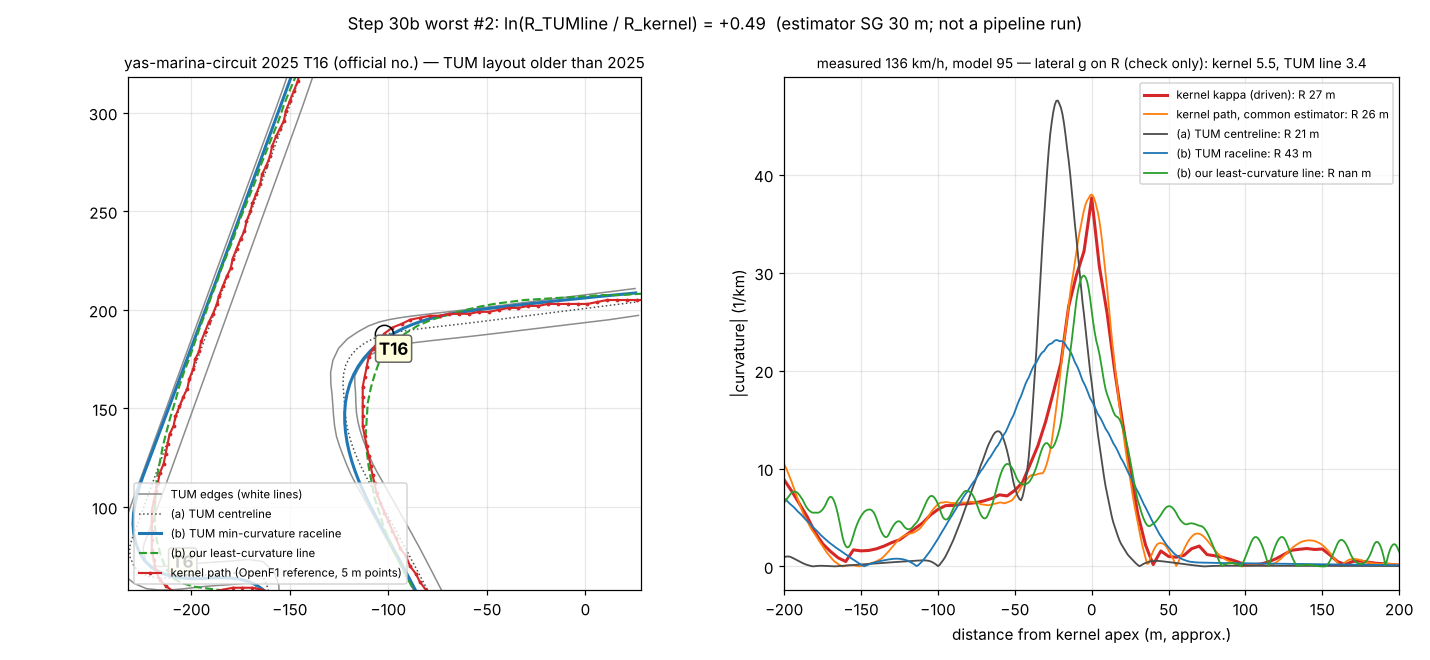 Step 30b worst #2: ln(R_TUMline / R_kernel) = +0.49  (estimator SG 30 m; not a pipeline run)
yas-marina-circuit 2025 T16 (official no.) — TUM layout older than 2025
300
250
200
150
100
−200
−150
−100
−50
0
T16
TUM edges (white lines)
(a) TUM centreline
(b) TUM min-curvature raceline
(b) our least-curvature line
kernel path (OpenF1 reference, 5 m points)
measured 136 km/h, model 95 — lateral g on R (check only): kernel 5.5, TUM line 3.4
kernel kappa (driven): R 27 m
kernel path, common estimator: R 26 m
(a) TUM centreline: R 21 m
(b) TUM raceline: R 43 m
(b) our least-curvature line: R nan m
|curvature| (1/km)
40
30
20
10
0
−200
−150
−100
−50
0
50
100
150
200
distance from kernel apex (m, approx.)